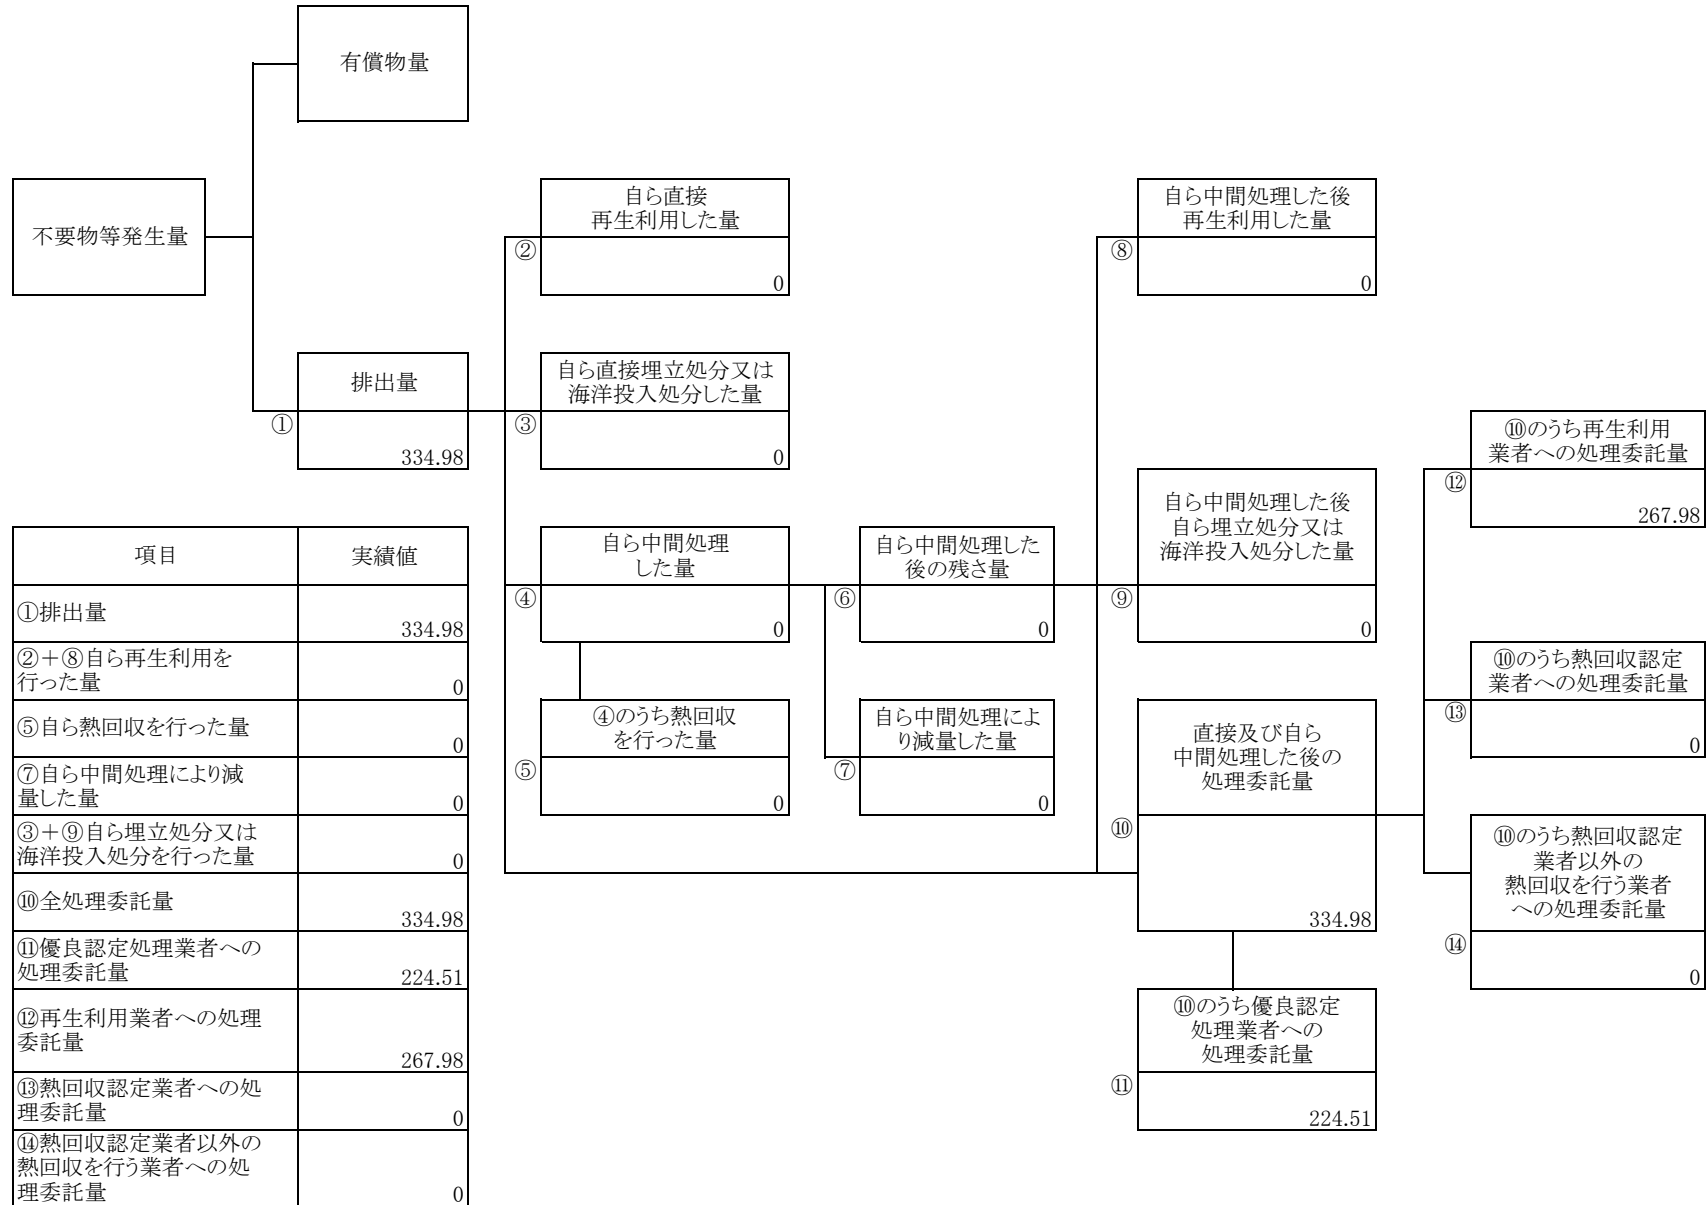 有償物量
不要物等発生量
自ら直接
再生利用した量
②
0
自ら中間処理した後
再生利用した量
⑧
0
排出量
①
334.98
自ら直接埋立処分又は
海洋投入処分した量
③
0
⑩のうち再生利用
業者への処理委託量
⑫
267.98
自ら中間処理した後
自ら埋立処分又は
海洋投入処分した量
⑨
0
自ら中間処理
した量
④
0
自ら中間処理した
後の残さ量
⑥
0
⑩のうち熱回収認定
業者への処理委託量
⑬
0
④のうち熱回収
を行った量
⑤
0
自ら中間処理によ
り減量した量
⑦
0
直接及び自ら
中間処理した後の
処理委託量
⑩
334.98
⑩のうち熱回収認定
業者以外の
熱回収を行う業者
への処理委託量
⑭
0
⑩のうち優良認定
処理業者への
処理委託量
⑪
224.51
項目 実績値
①排出量
334.98
②+⑧自ら再生利用を
行った量 0
⑤自ら熱回収を行った量
0
⑦自ら中間処理により減
量した量 0
③+⑨自ら埋立処分又は
海洋投入処分を行った量 0
⑩全処理委託量
334.98
⑪優良認定処理業者への
処理委託量 224.51
⑫再生利用業者への処理
委託量
267.98
⑬熱回収認定業者への処
理委託量 0
⑭熱回収認定業者以外の
熱回収を行う業者への処
理委託量 0